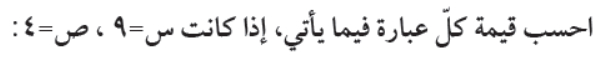 احسب قيمة كلّ عبارة فيما يأتي، إذا كانت س=٩ ، ص=٤ :